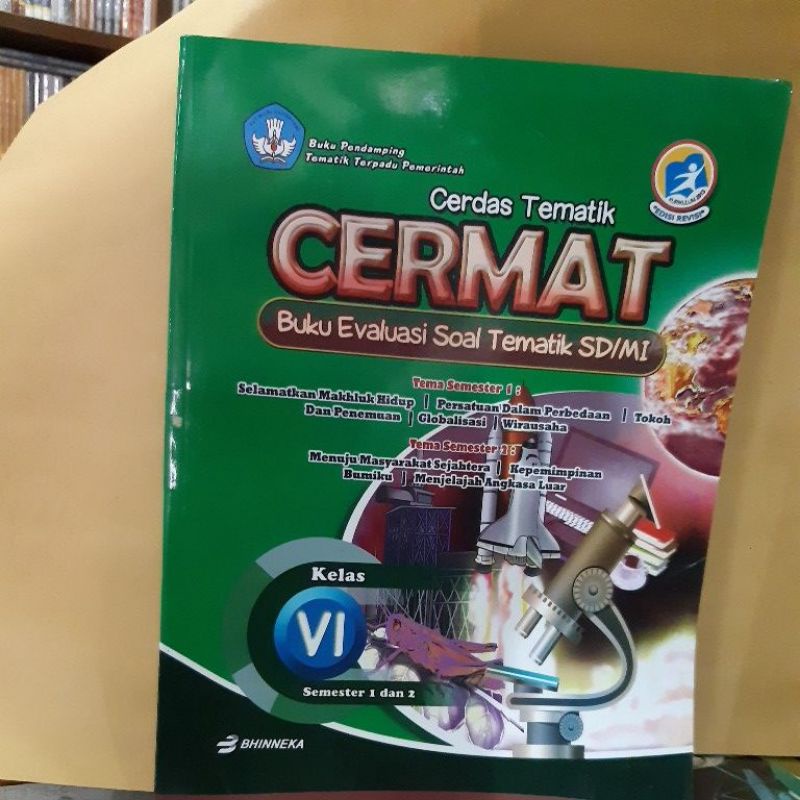 Buku Pendamping
Tematik Terpadu Pemerintah
KURIKULUM 2013
*EDISI REVISI*
Cerdas Tematik
CERMAT
Buku Evaluasi Soal Tematik SD/MI
Tema Semester 1 :
Selamatkan Makhluk Hidup | Persatuan Dalam Perbedaan | Tokoh
Dan Penemuan | Globalisasi | Wirausaha
Tema Semester 2 :
Menuju Masyarakat Sejahtera | Kepemimpinan
Bumiku | Menjelajah Angkasa Luar
Kelas
VI
Semester 1 dan 2
BHINNEKA